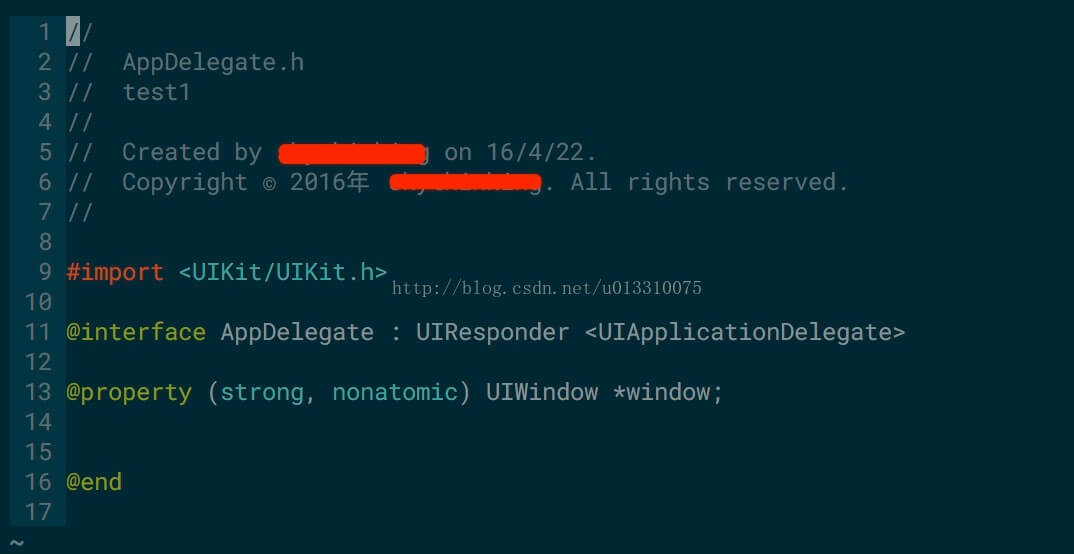 1 //
2 //  AppDelegate.h
3 //  test1
4 //
5 //  Created by on 16/4/22.
6 //  Copyright © 2016年 . All rights reserved.
7 //
8
9 #import <UIKit/UIKit.h>
http://blog.csdn.net/u013310075
10
11 @interface AppDelegate : UIResponder <UIApplicationDelegate>
12
13 @property (strong, nonatomic) UIWindow *window;
14
15
16 @end
17
~